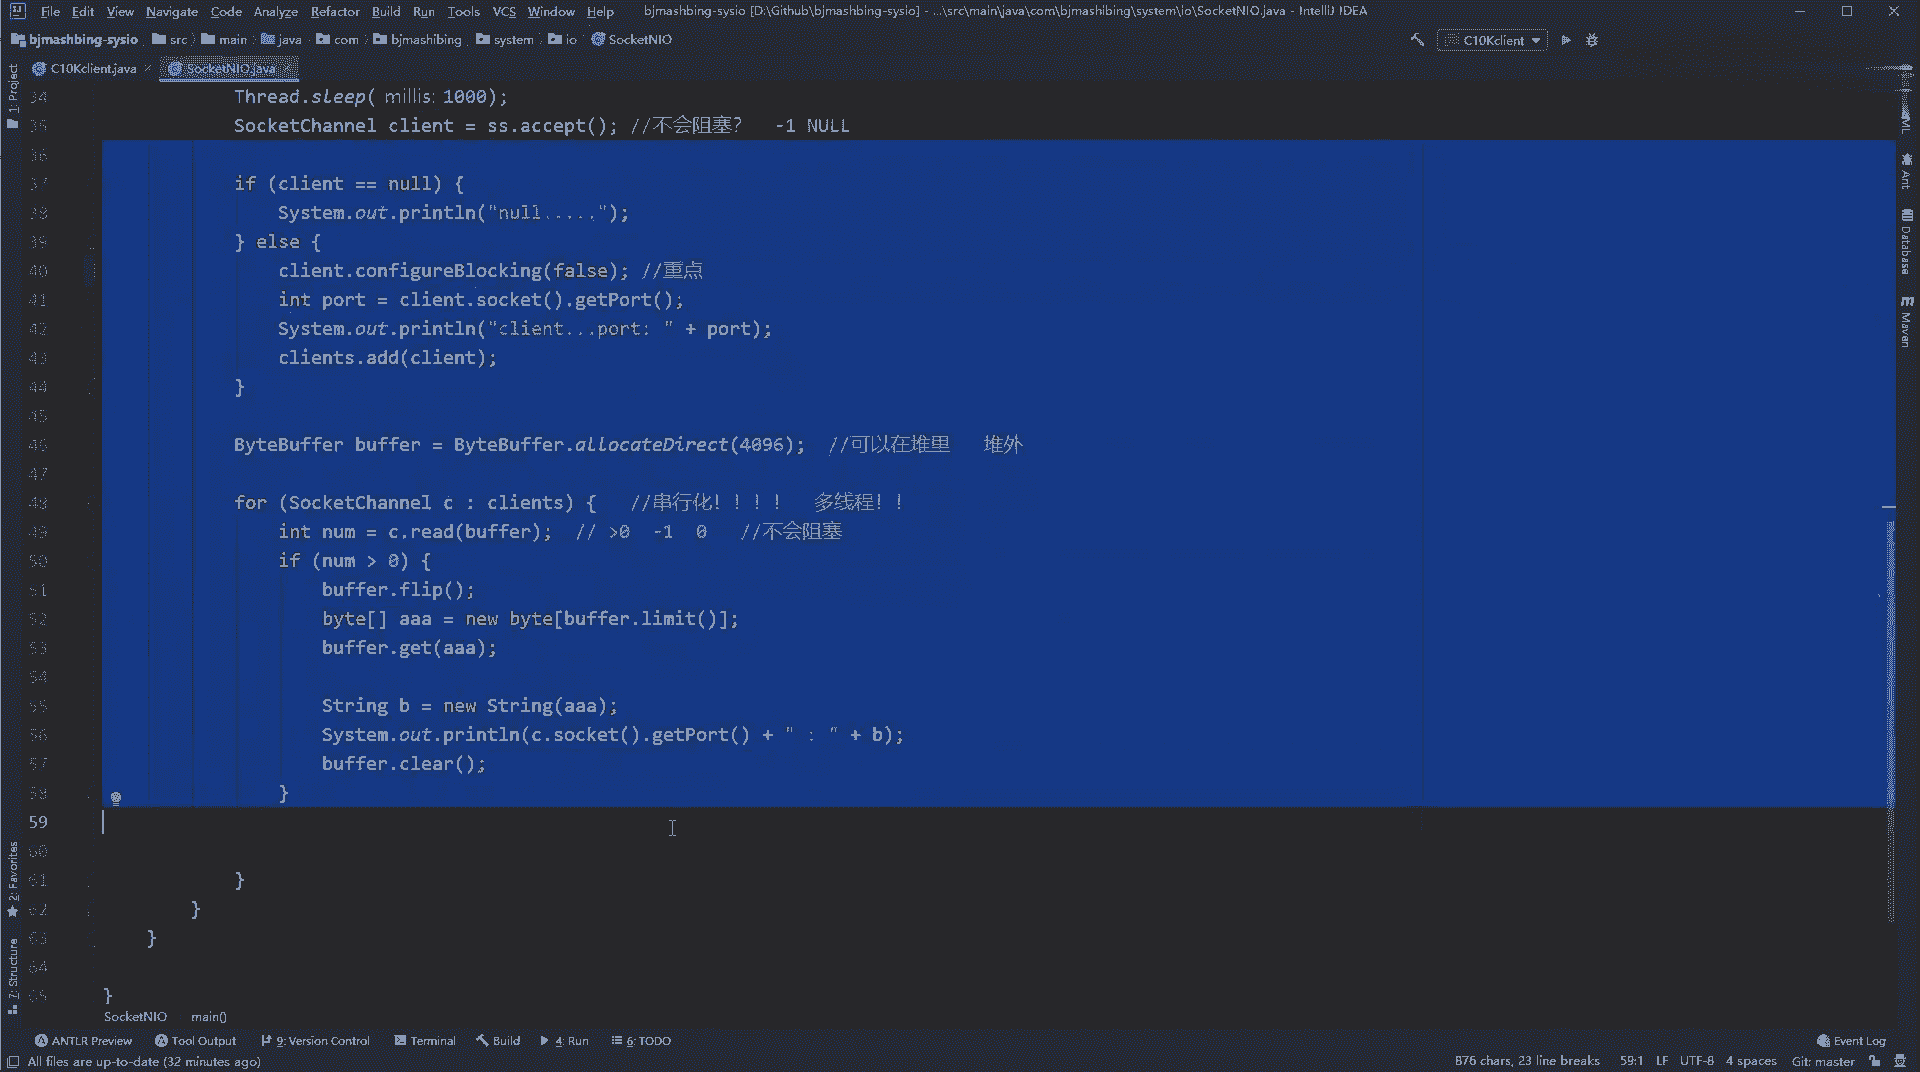 File Edit View Navigate Code Analyze Refactor Build Run Tools VCS Window Help bjmashbing-sysio [D:\Github\bjmashbing-sysio] - ...\src\main\java\com\bjmashibing\system\io\SocketNIO.java - IntelliJ IDEA
bjmashbing-sysio src main java com bjmashibing system io SocketNIO C10Kclient
C10Kclient.java SocketNIO.java
1: Project
34 Thread.sleep( millis: 1000);
35 SocketChannel client = ss.accept(); //不会阻塞? -1 NULL
36
37 if (client == null) {
38 System.out.println("null.....");
39 } else {
40 client.configureBlocking(false); //重点
41 int port = client.socket().getPort();
42 System.out.println("client...port: " + port);
43 clients.add(client);
44 }
45
46 ByteBuffer buffer = ByteBuffer.allocateDirect(4096); //可以在堆里 堆外
47
48 for (SocketChannel c : clients) { //串行化!!!! 多线程!!
49 int num = c.read(buffer); // >0 -1 0 //不会阻塞
50 if (num > 0) {
51 buffer.flip();
52 byte[] aaa = new byte[buffer.limit()];
53 buffer.get(aaa);
54
55 String b = new String(aaa);
56 System.out.println(c.socket().getPort() + " : " + b);
57 buffer.clear();
58 }
59
60
61 }
62 }
63 }
64
65 }
Ant
Database
Maven
2: Favorites
7: Structure
SocketNIO main()
ANTLR Preview Tool Output 9: Version Control Terminal Build 4: Run 6: TODO Event Log
All files are up-to-date (32 minutes ago) 876 chars, 23 line breaks 59:1 LF UTF-8 4 spaces Git: master